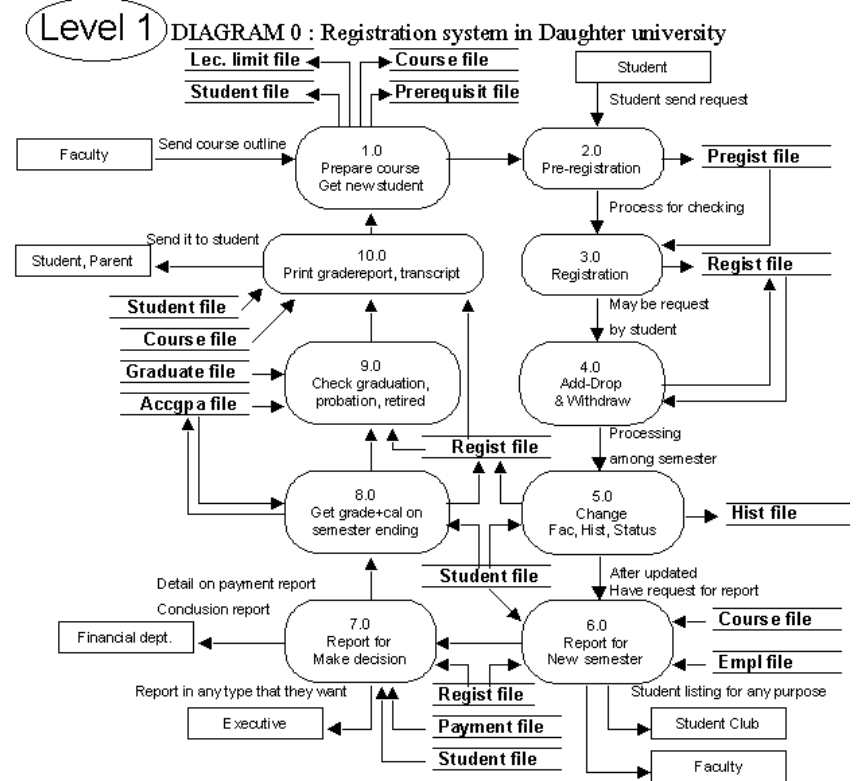 Level 1
DIAGRAM 0 : Registration system in Daughter university
Lec. limit file
Course file
Student file
Prerequisit file
Student
Student send request
Faculty
Send course outline
1.0
Prepare course
Get new student
2.0
Pre-registration
Pregist file
Process for checking
Send it to student
Student, Parent
10.0
Print gradereport, transcript
3.0
Registration
Regist file
Student file
Course file
May be request
by student
Graduate file
Accgpa file
9.0
Check graduation,
probation, retired
4.0
Add-Drop
& Withdraw
Regist file
Processing
among semester
8.0
Get grade+cal on
semester ending
5.0
Change
Fac, Hist, Status
Hist file
Student file
Detail on payment report
Conclusion report
After updated
Have request for report
Financial dept.
7.0
Report for
Make decision
6.0
Report for
New semester
Course file
Empl file
Report in any type that they want
Regist file
Student listing for any purpose
Executive
Payment file
Student Club
Student file
Faculty